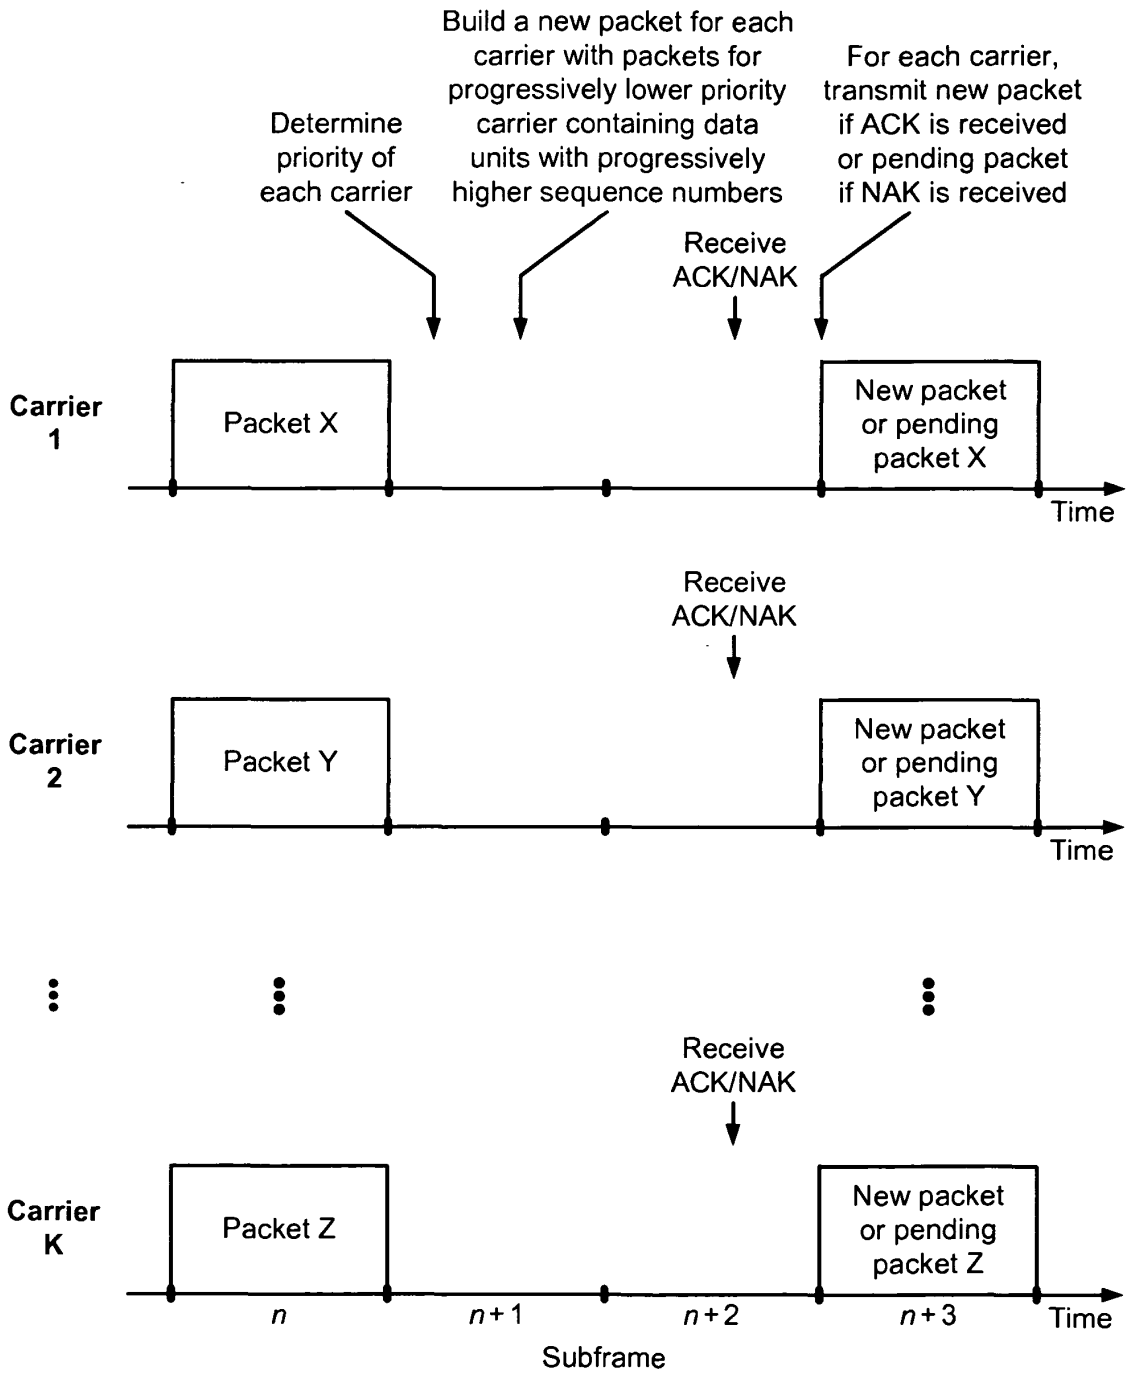 Build a new packet for each
carrier with packets for
progressively lower priority
carrier containing data
units with progressively
higher sequence numbers
For each carrier,
transmit new packet
if ACK is received
or pending packet
if NAK is received
Determine
priority of
each carrier
Receive
ACK/NAK
Carrier
1
Packet X
New packet
or pending
packet X
Time
Receive
ACK/NAK
Carrier
2
Packet Y
New packet
or pending
packet Y
Time
Receive
ACK/NAK
Carrier
K
Packet Z
New packet
or pending
packet Z
n
n+1
n+2
n+3
Time
Subframe